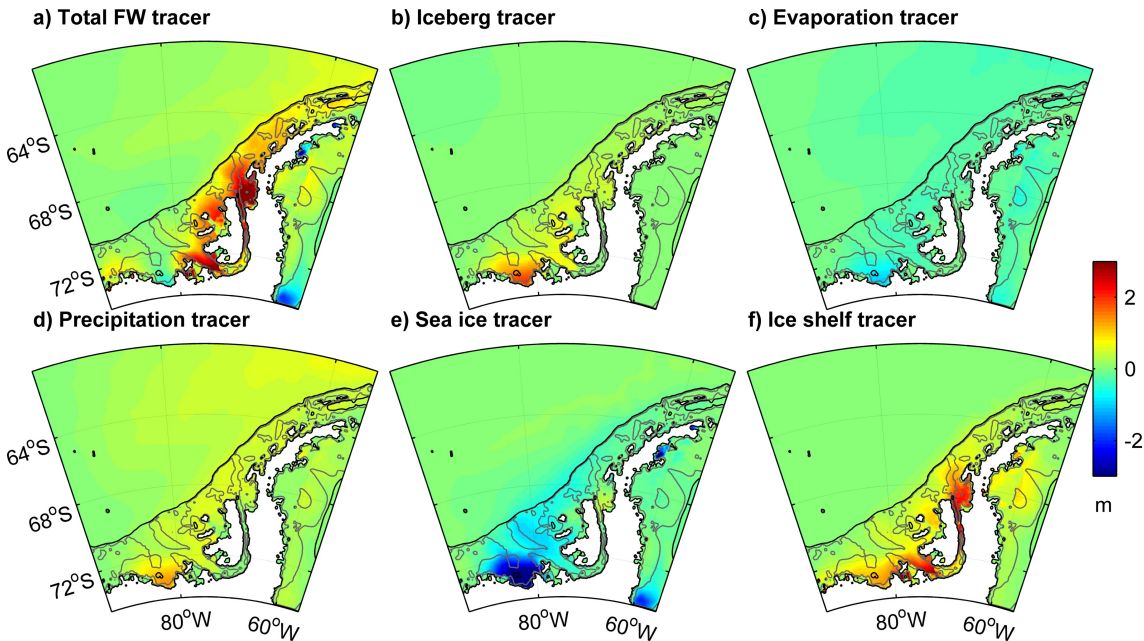 a) Total FW tracer
b) Iceberg tracer
c) Evaporation tracer
64°S
68°S
72°S
d) Precipitation tracer
e) Sea ice tracer
f) Ice shelf tracer
2
0
-2
m
64°S
68°S
72°S
80°W
60°W
80°W
60°W
80°W
60°W